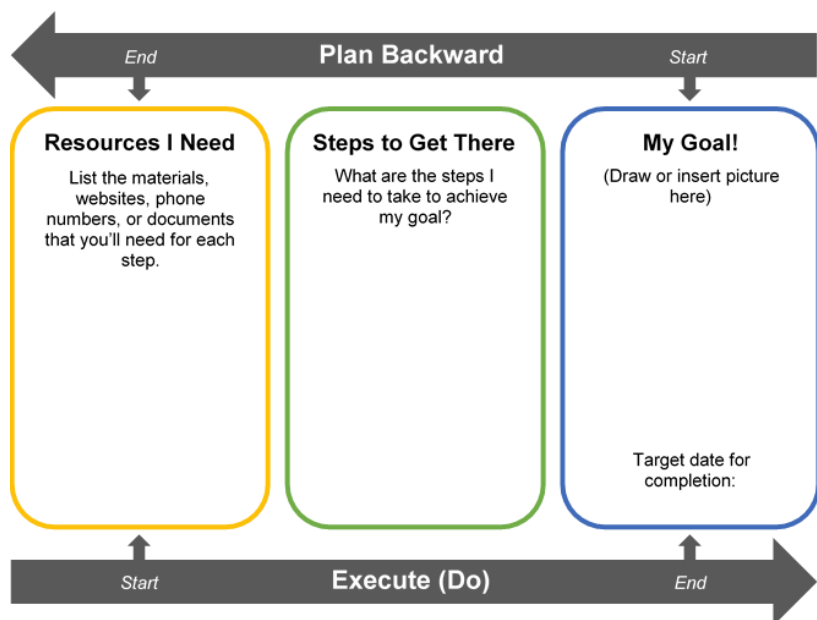 End
Plan Backward
Start
Resources I Need
List the materials,
websites, phone
numbers, or documents
that you'll need for each
step.
Steps to Get There
What are the steps I
need to take to achieve
my goal?
My Goal!
(Draw or insert picture
here)
Target date for
completion:
Start
Execute (Do)
End